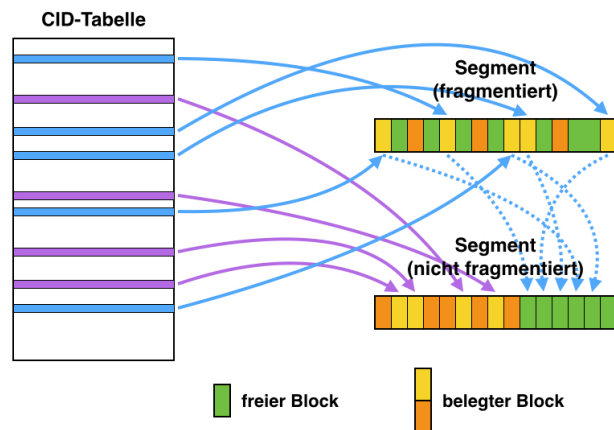 CID-Tabelle
Segment
(fragmentiert)
Segment
(nicht fragmentiert)
freier Block
belegter Block